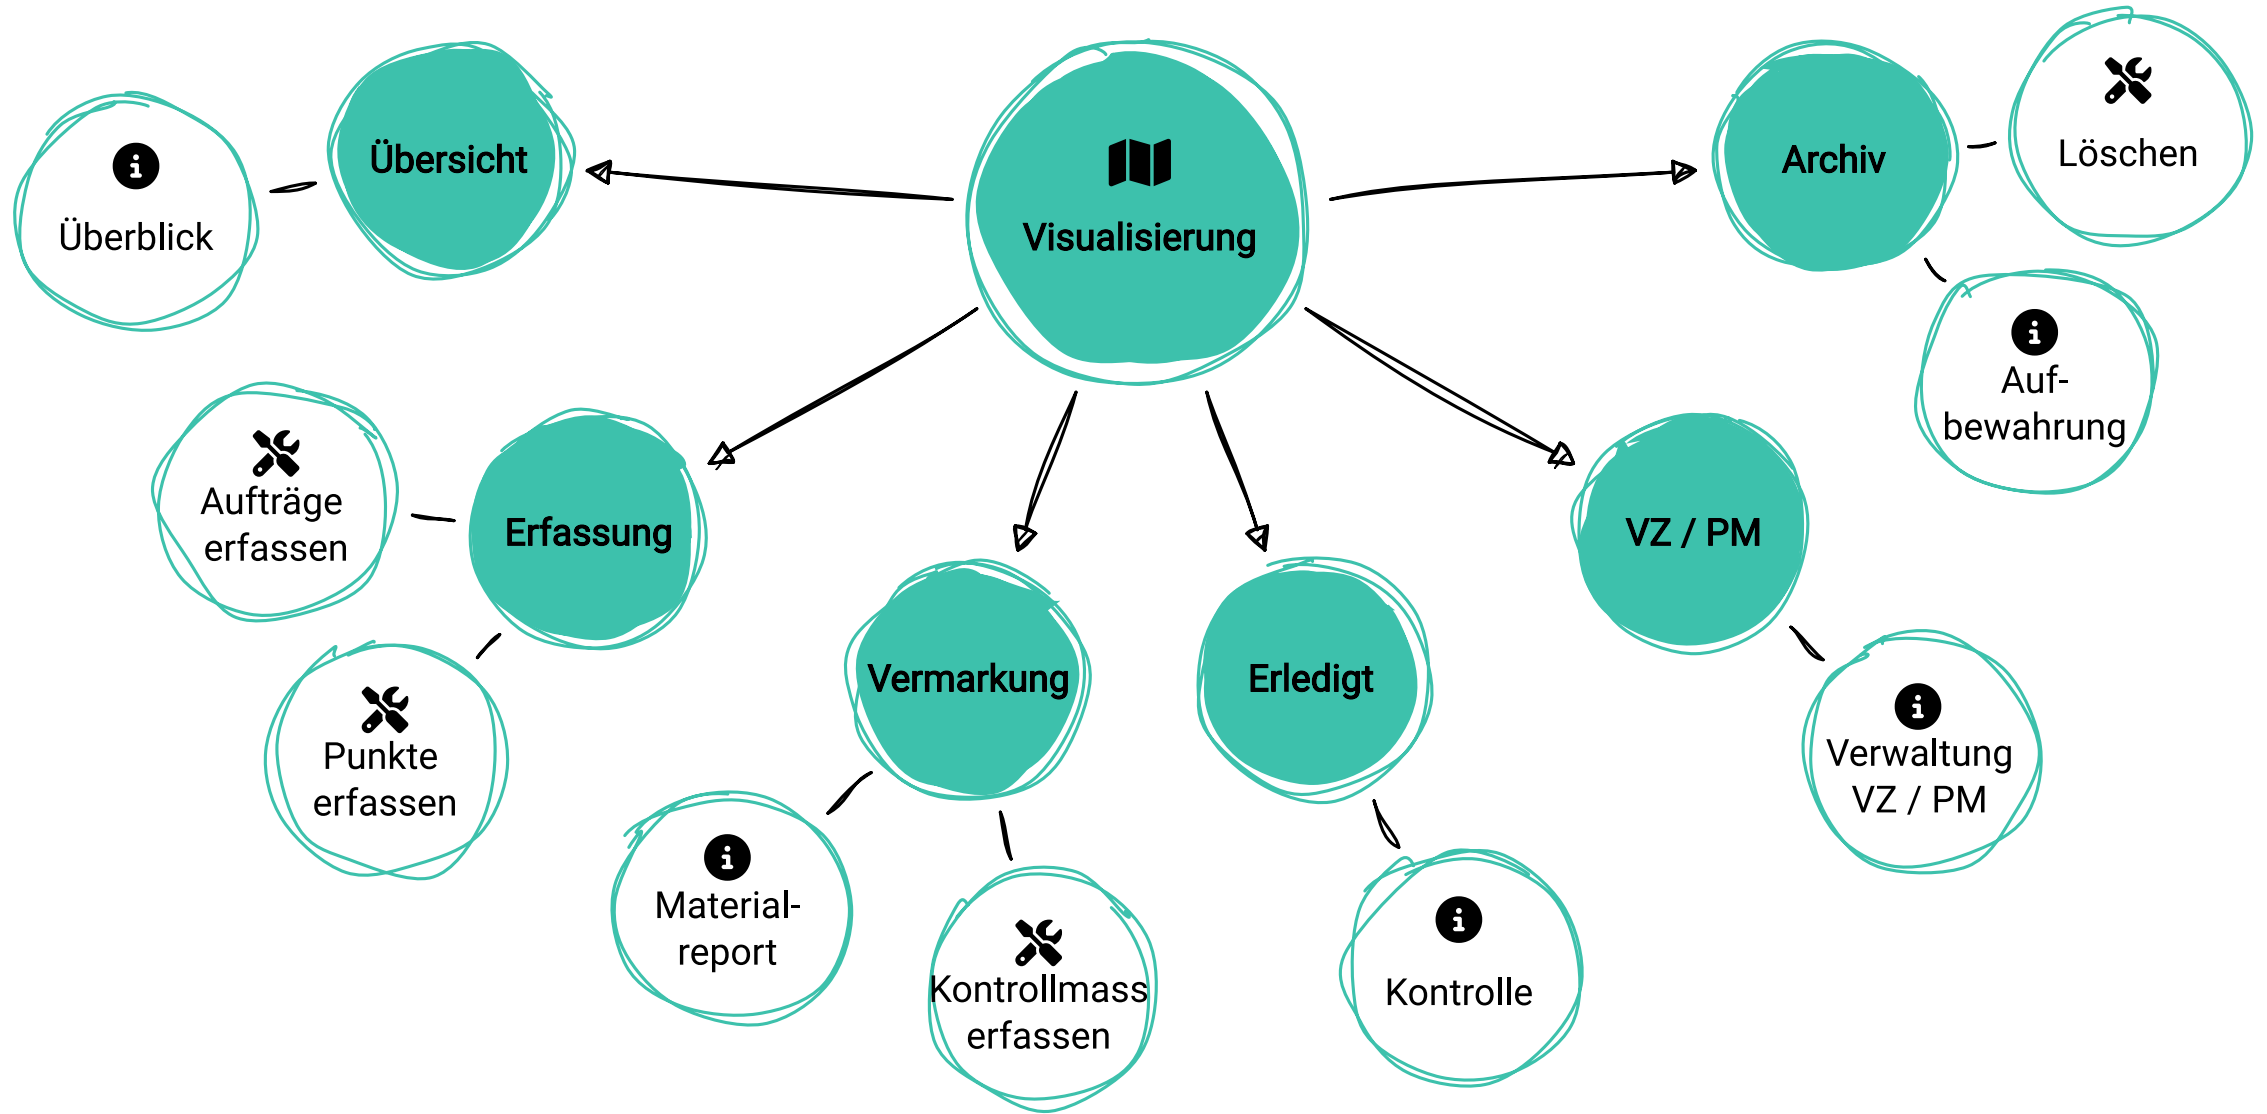 Visualisierung
Übersicht
Überblick
Erfassung
Aufträge
erfassen
Punkte
erfassen
Vermarkung
Material-
report
Kontrollmass
erfassen
Erledigt
Kontrolle
VZ / PM
Verwaltung
VZ / PM
Archiv
Löschen
Auf-
bewahrung